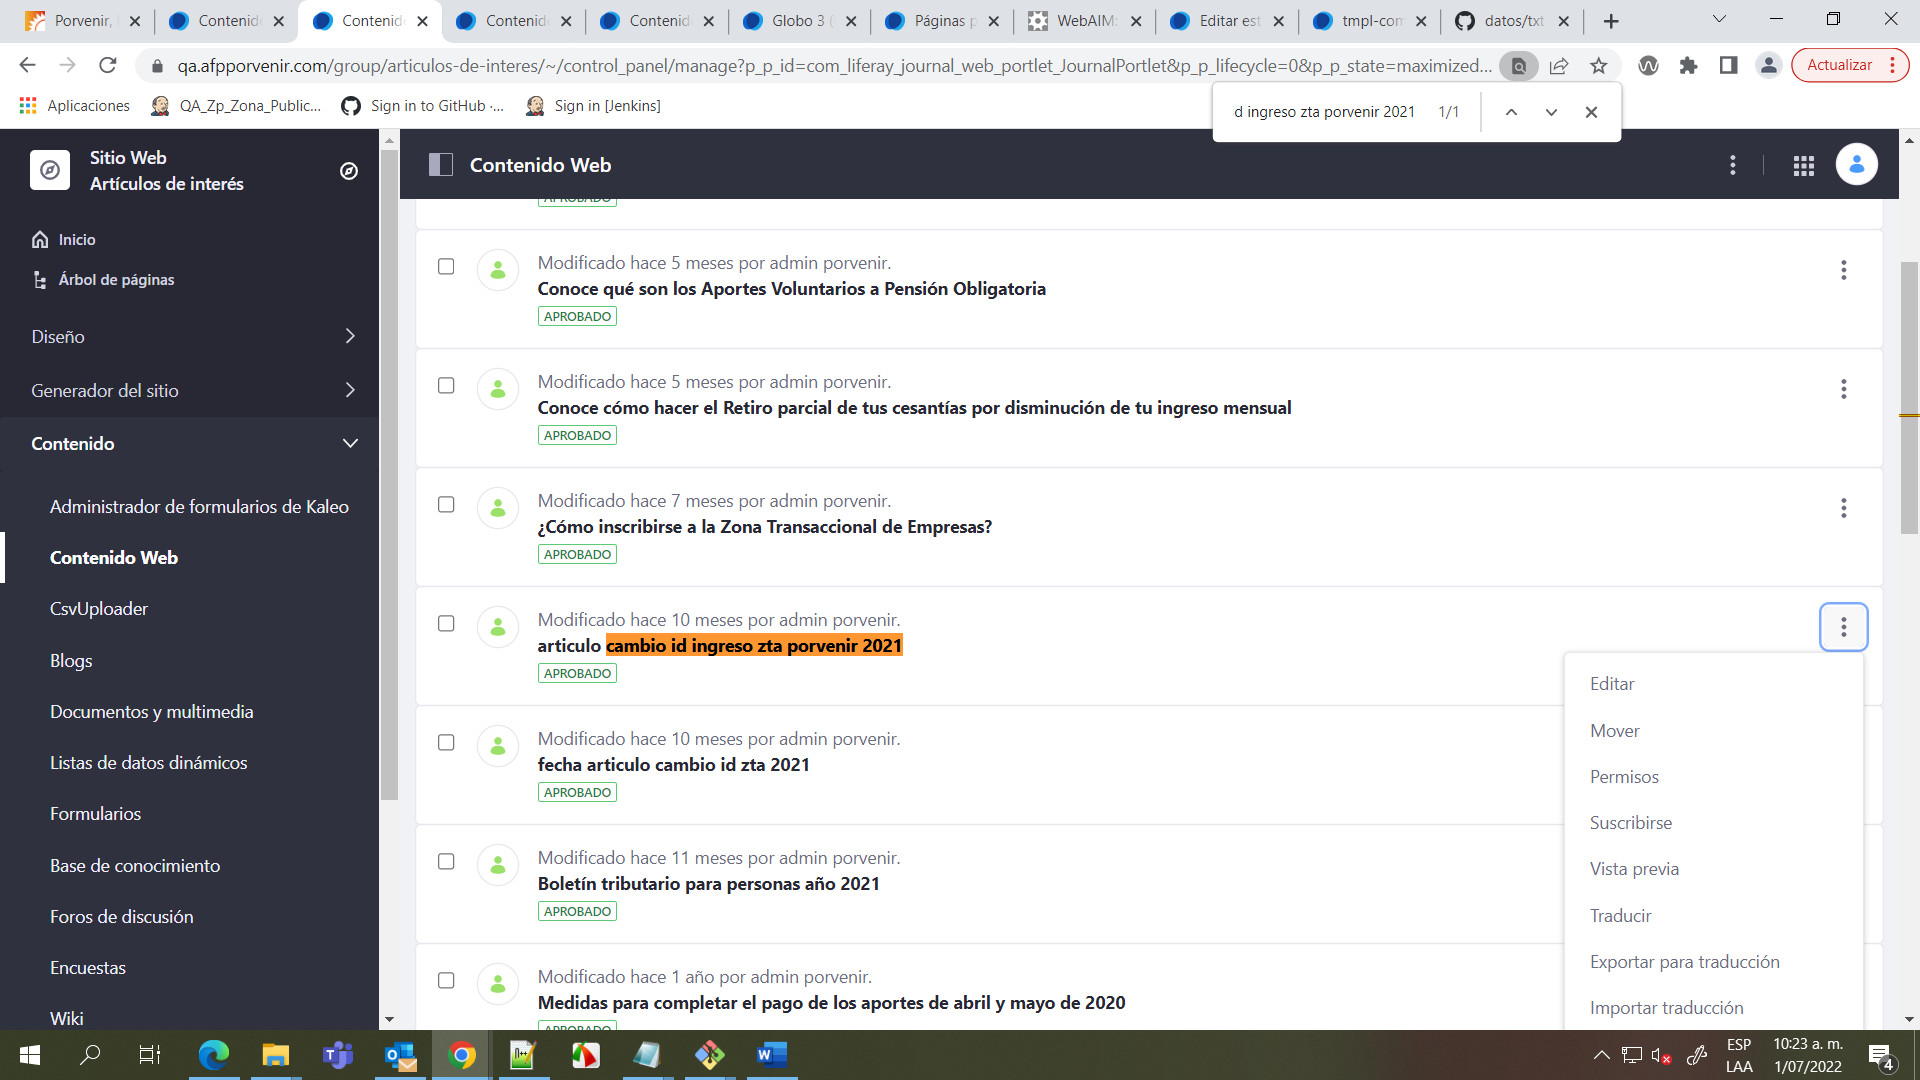 Porvenir,
Contenid
Contenid
Contenid
Contenid
Globo 3 (
Páginas p
WebAIM:
Editar est
tmpl-con
datos/txt
qa.afpporvenir.com/group/articulos-de-interes/~/control_panel/manage?p_p_id=com_liferay_journal_web_portlet_JournalPortlet&p_p_lifecycle=0&p_p_state=maximized...
Actualizar
Aplicaciones
QA_Zp_Zona_Public...
Sign in to GitHub ·...
Sign in [Jenkins]
d ingreso zta porvenir 2021
1/1
Sitio Web
Artículos de interés
Inicio
Árbol de páginas
Diseño
Generador del sitio
Contenido
Administrador de formularios de Kaleo
Contenido Web
CsvUploader
Blogs
Documentos y multimedia
Listas de datos dinámicos
Formularios
Base de conocimiento
Foros de discusión
Encuestas
Wiki
Contenido Web
APROBADO
Modificado hace 5 meses por admin porvenir.
Conoce qué son los Aportes Voluntarios a Pensión Obligatoria
APROBADO
Modificado hace 5 meses por admin porvenir.
Conoce cómo hacer el Retiro parcial de tus cesantías por disminución de tu ingreso mensual
APROBADO
Modificado hace 7 meses por admin porvenir.
¿Cómo inscribirse a la Zona Transaccional de Empresas?
APROBADO
Modificado hace 10 meses por admin porvenir.
articulo cambio id ingreso zta porvenir 2021
APROBADO
Modificado hace 10 meses por admin porvenir.
fecha articulo cambio id zta 2021
APROBADO
Modificado hace 11 meses por admin porvenir.
Boletín tributario para personas año 2021
APROBADO
Modificado hace 1 año por admin porvenir.
Medidas para completar el pago de los aportes de abril y mayo de 2020
APROBADO
Editar
Mover
Permisos
Suscribirse
Vista previa
Traducir
Exportar para traducción
Importar traducción
ESP
LAA
10:23 a. m.
1/07/2022
4